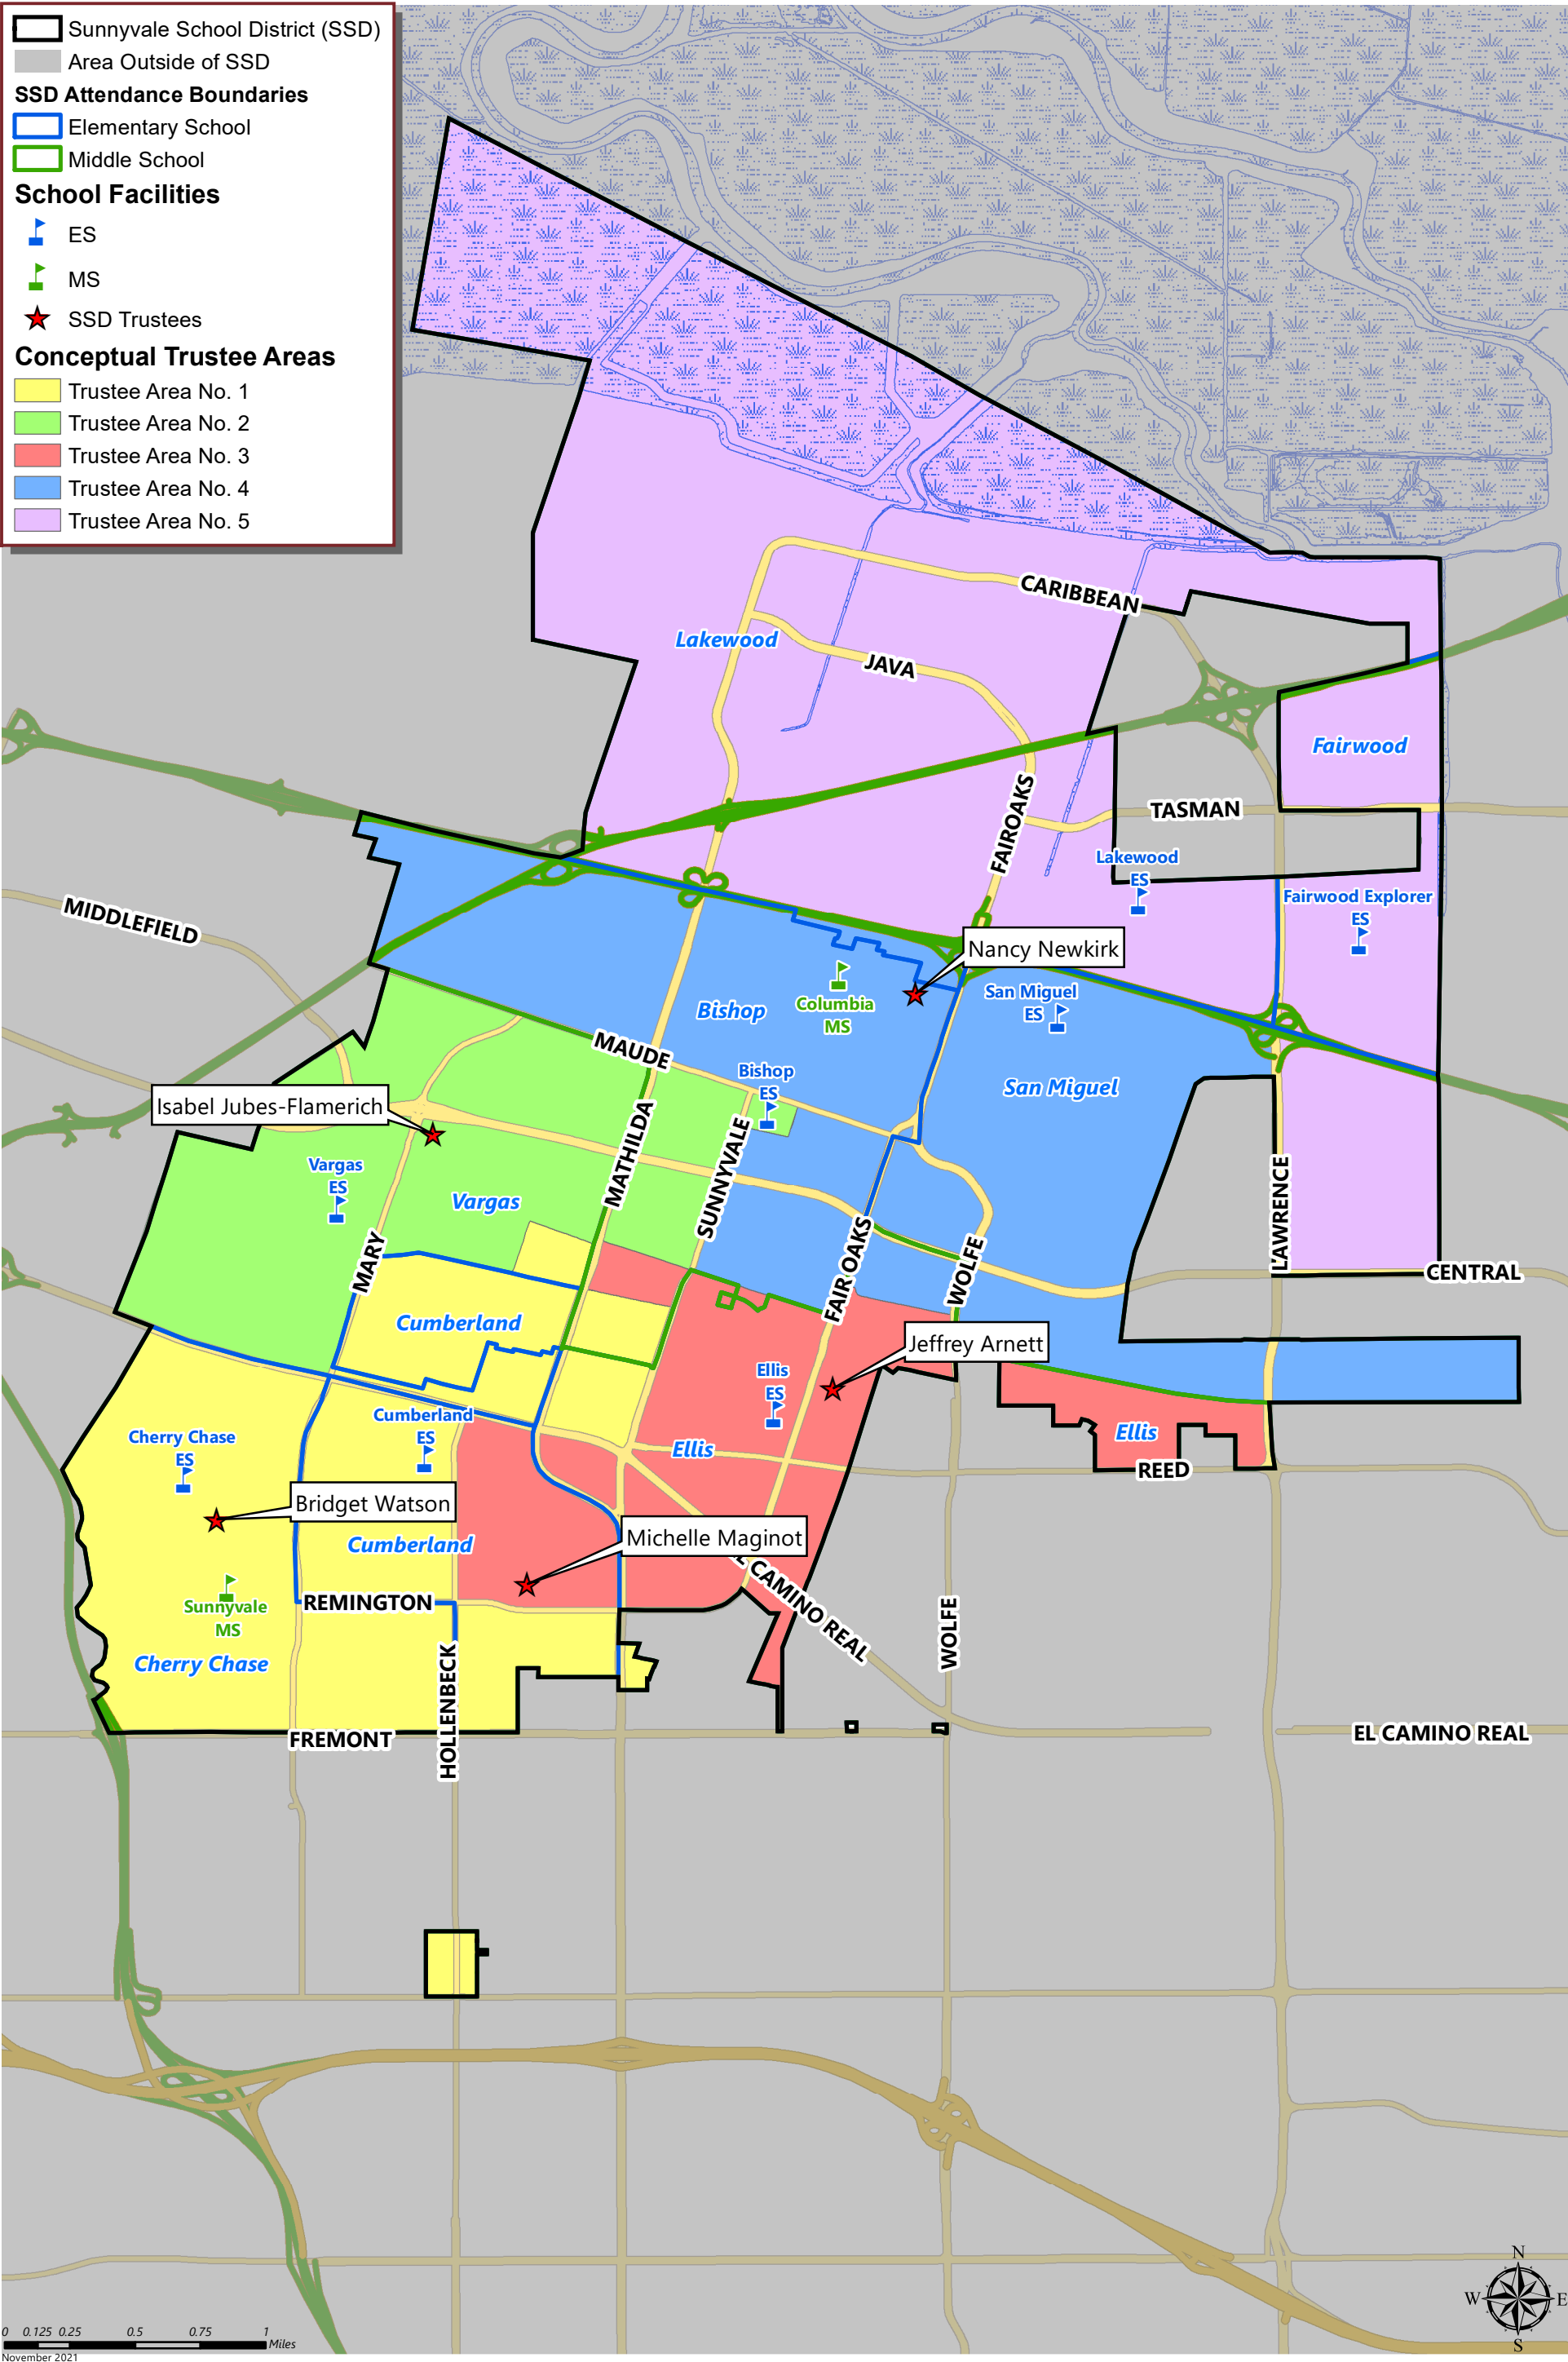 Sunnyvale School District (SSD)
Area Outside of SSD
SSD Attendance Boundaries
Elementary School
Middle School
School Facilities
ES
MS
SSD Trustees
Conceptual Trustee Areas
Trustee Area No. 1
Trustee Area No. 2
Trustee Area No. 3
Trustee Area No. 4
Trustee Area No. 5
CARIBBEAN
Lakewood
JAVA
Fairwood
TASMAN
FAIROAKS
Lakewood
ES
Fairwood Explorer
ES
MIDDLEFIELD
Nancy Newkirk
San Miguel
ES
Columbia
MS
Bishop
MAUDE
Bishop
ES
San Miguel
Isabel Jubes-Flamerich
Vargas
ES
MATHILDA
SUNNYVALE
Vargas
LAWRENCE
MARY
FAIR OAKS
WOLFE
CENTRAL
Cumberland
Jeffrey Arnett
Ellis
ES
Cumberland
ES
Cherry Chase
ES
Ellis
Ellis
REED
Bridget Watson
Michelle Maginot
Cumberland
EL CAMINO REAL
REMINGTON
Sunnyvale
MS
WOLFE
Cherry Chase
HOLLENBECK
FREMONT
EL CAMINO REAL
N
W
E
S
0 0.125 0.25 0.5 0.75 1
Miles
November 2021